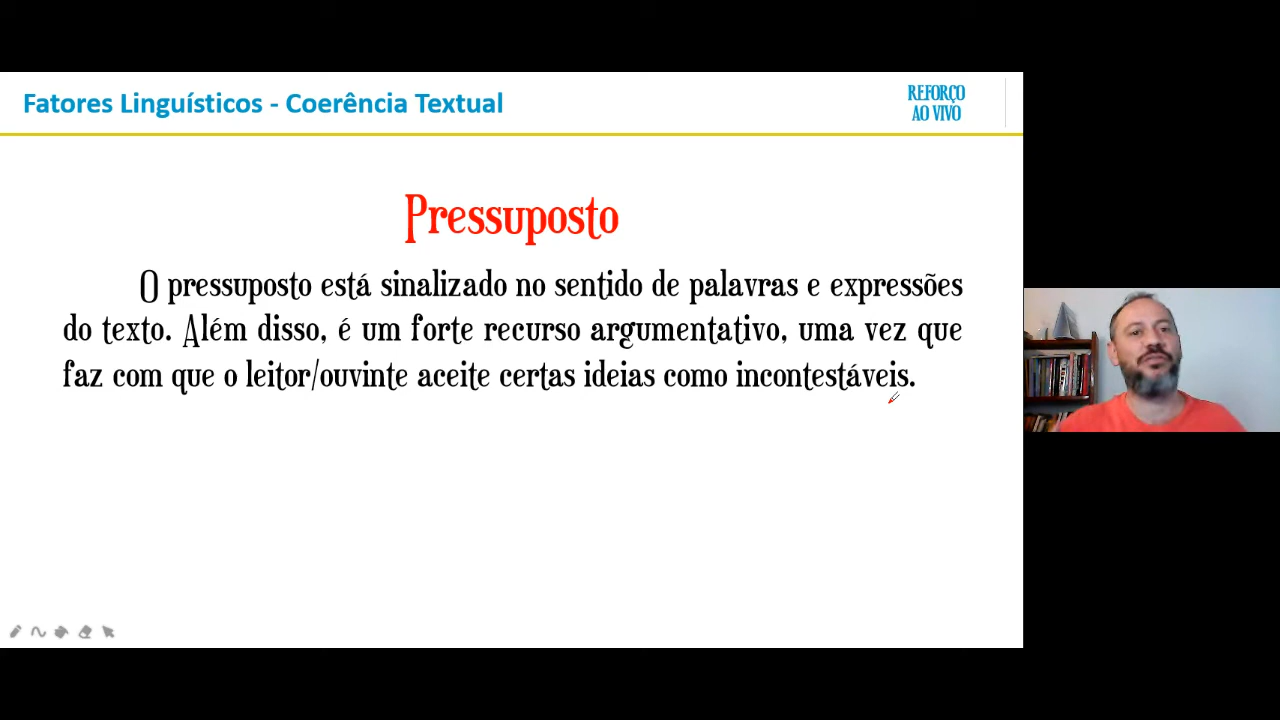 Fatores Linguísticos - Coerência Textual
REFORÇO
AO VIVO
Pressuposto
O pressuposto está sinalizado no sentido de palavras e expressões
do texto. Além disso, é um forte recurso argumentativo, uma vez que
faz com que o leitor/ouvinte aceite certas ideias como incontestáveis.